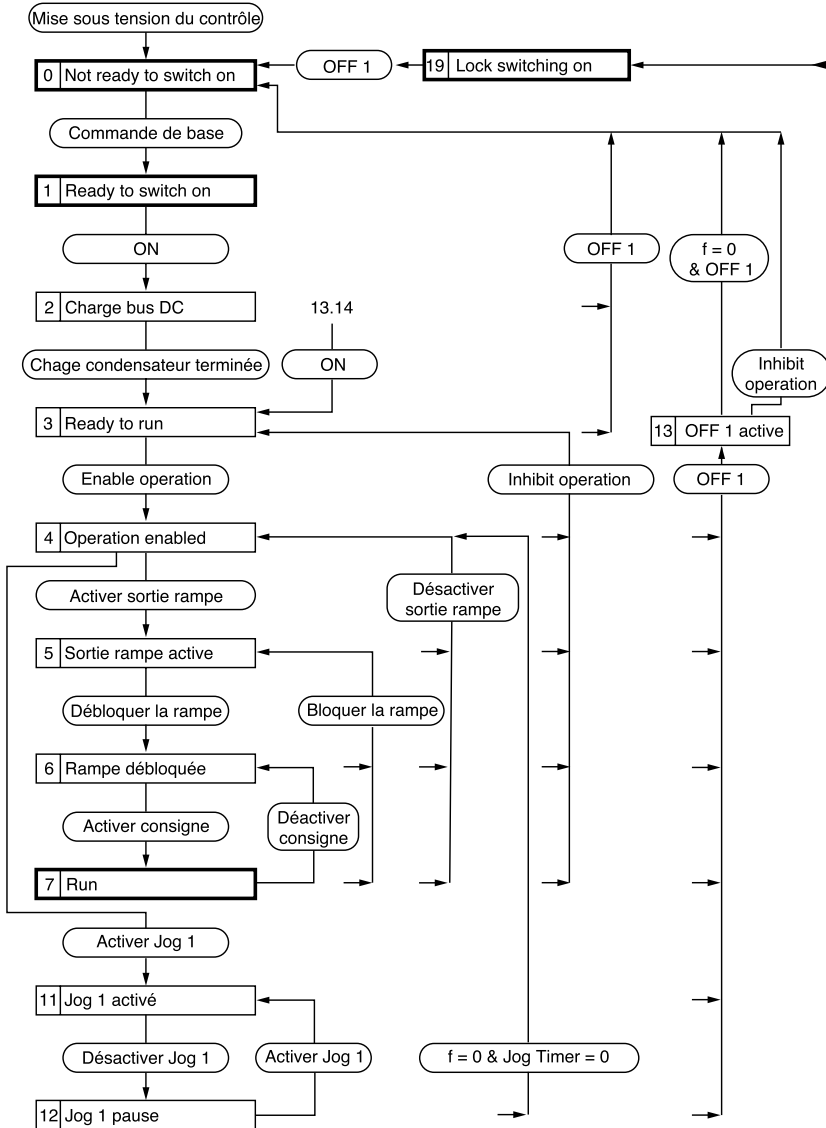 Mise sous tension du contrôle
0 Not ready to switch on
OFF 1
19 Lock switching on
Commande de base
1 Ready to switch on
ON
OFF 1
f = 0
& OFF 1
2 Charge bus DC
13.14
Chage condensateur terminée
ON
Inhibit
operation
3 Ready to run
13 OFF 1 active
Enable operation
Inhibit operation
OFF 1
4 Operation enabled
Activer sortie rampe
Désactiver
sortie rampe
5 Sortie rampe active
Débloquer la rampe
Bloquer la rampe
6 Rampe débloquée
Activer consigne
Déactiver
consigne
7 Run
Activer Jog 1
11 Jog 1 activé
Désactiver Jog 1
Activer Jog 1
f = 0 & Jog Timer = 0
12 Jog 1 pause